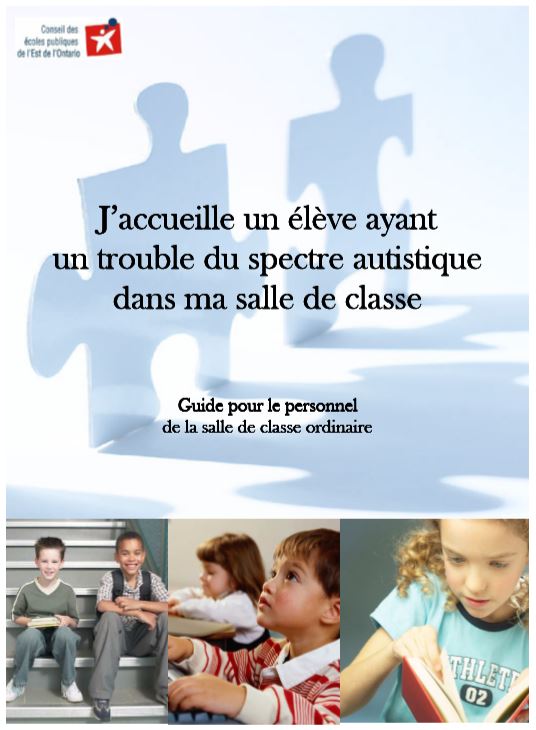 Conseil des
écoles publiques
de l'Est de l'Ontario
J'accueille un élève ayant
un trouble du spectre autistique
dans ma salle de classe
Guide pour le personnel
de la salle de classe ordinaire
ATHLETE
02